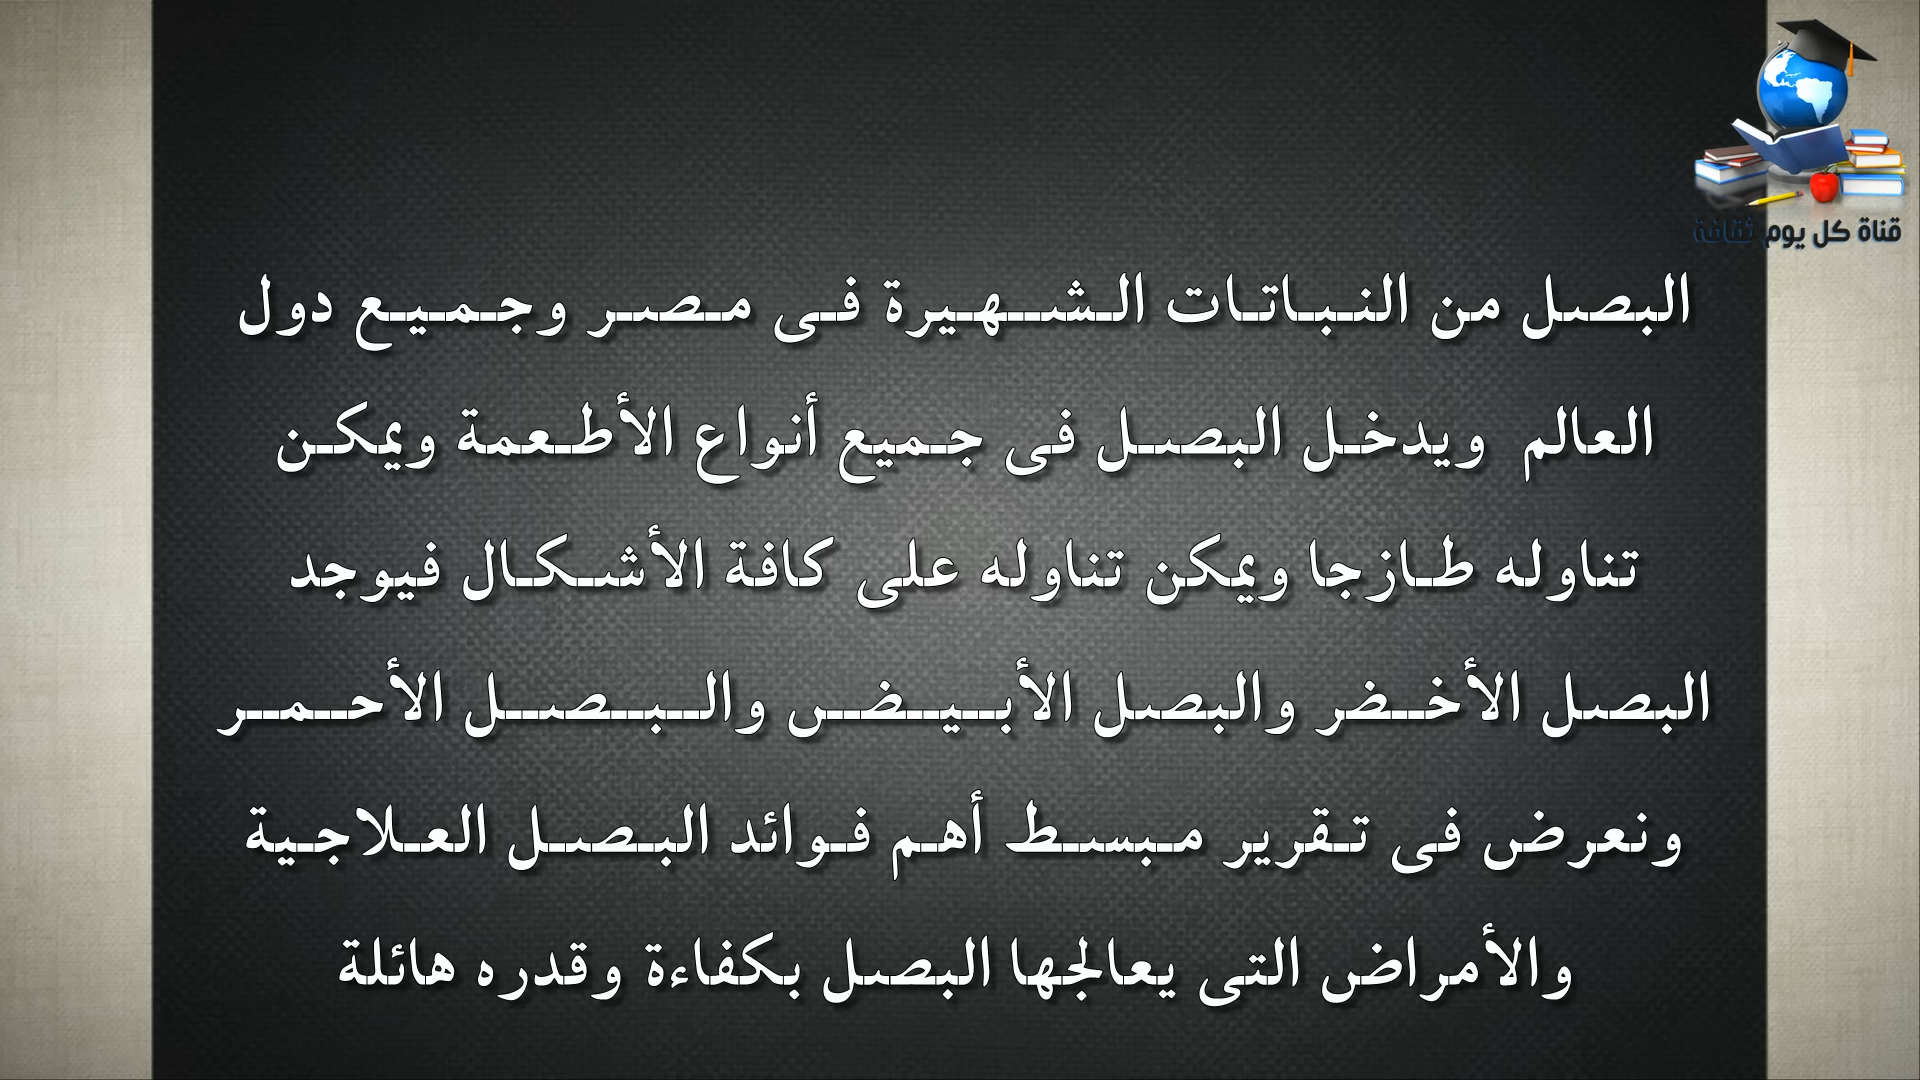 قناة كل يوم ثقافة
البصل من النباتات الشهيرة فى مصر وجميع دول
العالم ويدخل البصل فى جميع أنواع الأطعمة ويمكن
تناوله طازجا ويمكن تناوله على كافة الأشكال فيوجد
البصل الأخضر والبصل الأبيض والبصل الأحمر
ونعرض فى تقرير مبسط أهم فوائد البصل العلاجية
والأمراض التى يعالجها البصل بكفاءة وقدره هائلة